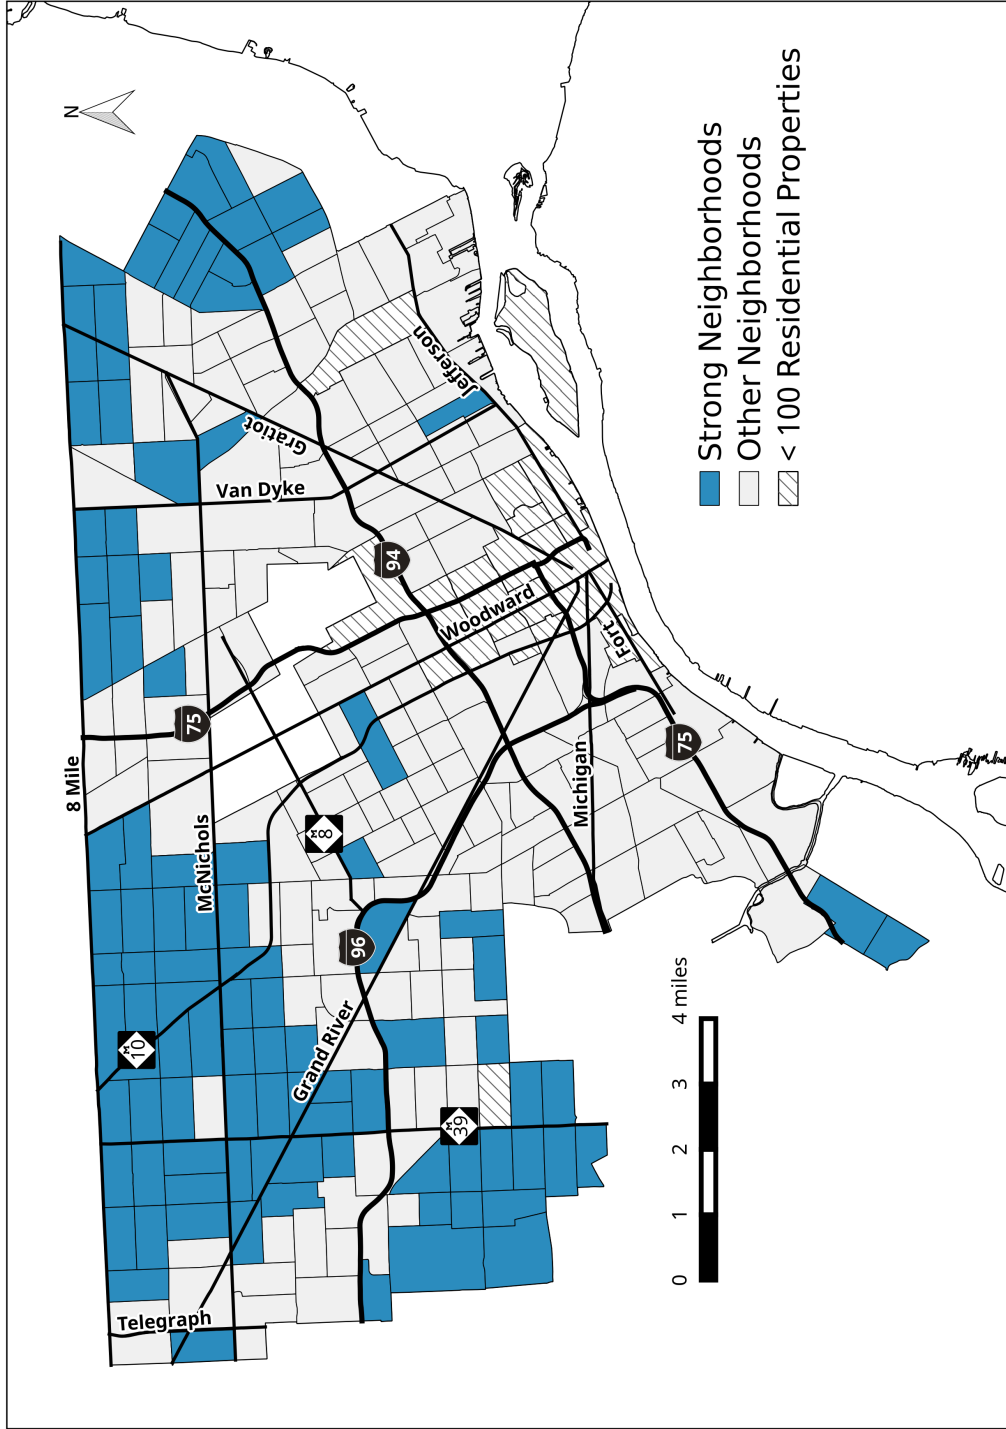 N
8 Mile
McNichols
Telegraph
Grand River
M 10
M 8
M 39
96
75
94
75
Van Dyke
Gratiot
Jefferson
Woodward
Michigan
Fort
Strong Neighborhoods
Other Neighborhoods
< 100 Residential Properties
0 1 2 3 4 miles